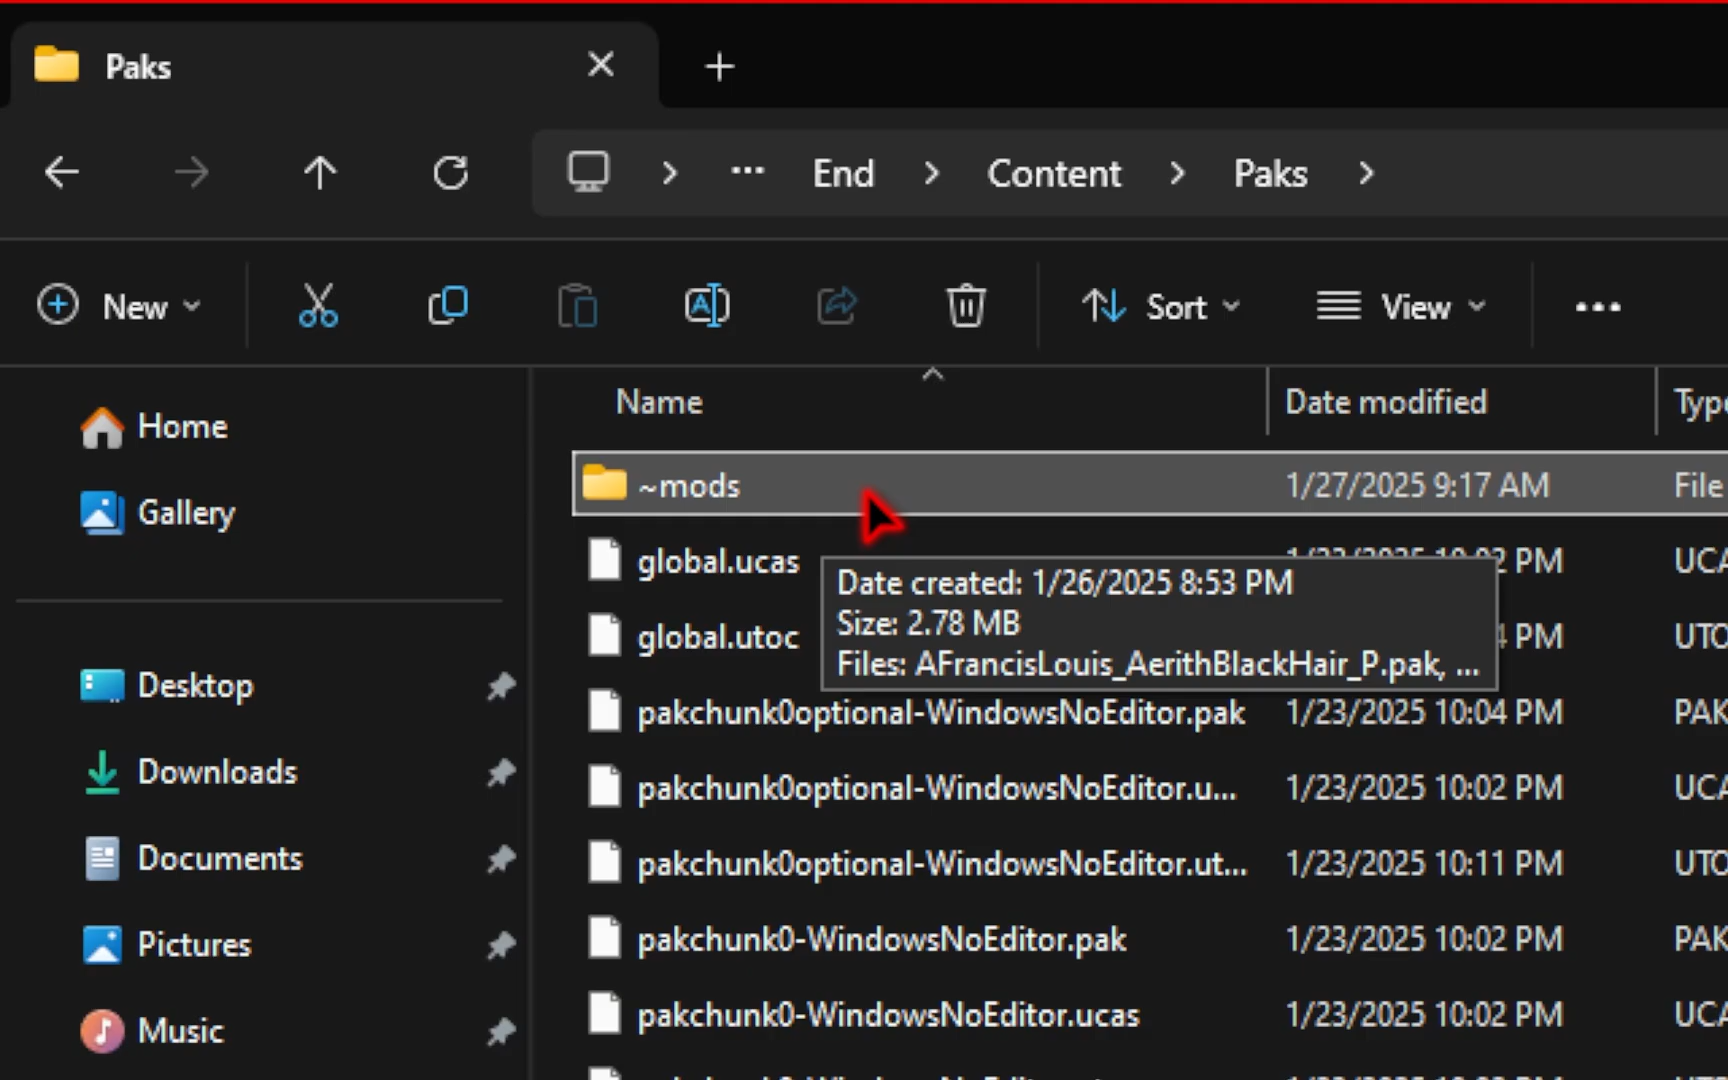 Paks
End
Content
Paks
New
Sort
View
Name
Date modified
Home
Gallery
Desktop
Downloads
Documents
Pictures
Music
~mods 1/27/2025 9:17 AM File
global.ucas PM UCA
global.utoc PM UTO
Date created: 1/26/2025 8:53 PM
Size: 2.78 MB
Files: AFrancisLouis_AerithBlackHair_P.pak, ...
pakchunk0optional-WindowsNoEditor.pak 1/23/2025 10:04 PM PAK
pakchunk0optional-WindowsNoEditor.u... 1/23/2025 10:02 PM UCA
pakchunk0optional-WindowsNoEditor.ut... 1/23/2025 10:11 PM UTO
pakchunk0-WindowsNoEditor.pak 1/23/2025 10:02 PM PAK
pakchunk0-WindowsNoEditor.ucas 1/23/2025 10:02 PM UCA